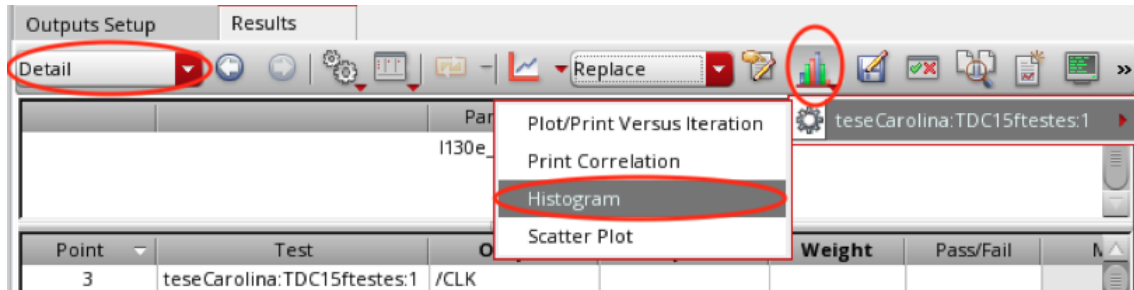 Outputs Setup Results
Detail Replace »
Par
Plot/Print Versus Iteration teseCarolina:TDC15ftestes:1
I130e_
Print Correlation
Histogram
Scatter Plot
Point Test O Weight Pass/Fail M
3 teseCarolina:TDC15ftestes:1 /CLK